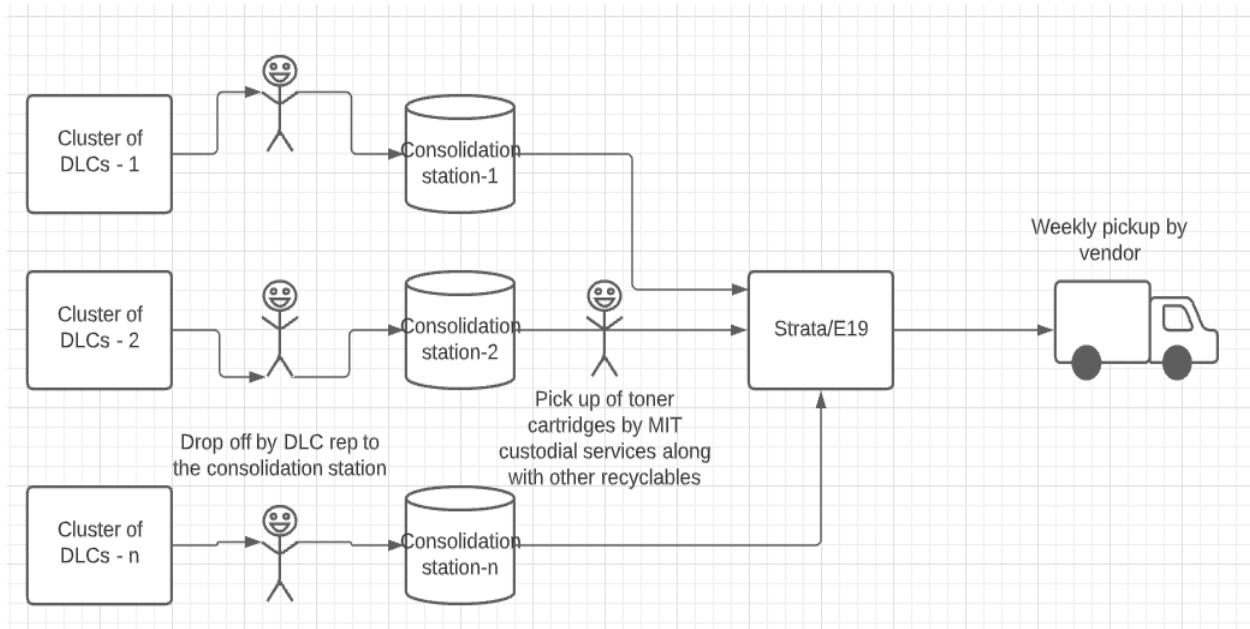 Cluster of
DLCs - 1
Consolidation
station-1
Weekly pickup by
vendor
Cluster of
DLCs - 2
Consolidation
station-2
Strata/E19
Pick up of toner
cartridges by MIT
custodial services along
with other recyclables
Drop off by DLC rep to
the consolidation station
Cluster of
DLCs - n
Consolidation
station-n